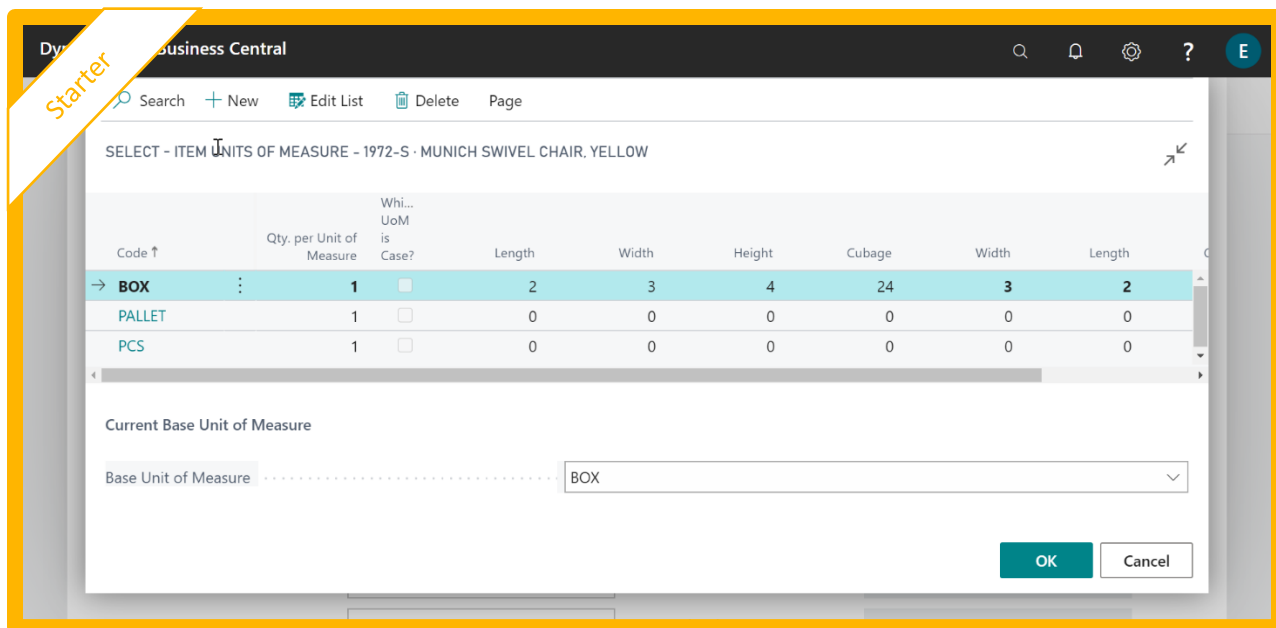 Starter
Dy Business Central
? E
Search + New Edit List Delete Page
SELECT - ITEM UNITS OF MEASURE - 1972-S · MUNICH SWIVEL CHAIR, YELLOW
Code ↑ Qty. per Unit of Measure Whi... UoM is Case? Length Width Height Cubage Width Length
→ BOX ⋮ 1 2 3 4 24 3 2
PALLET 1 0 0 0 0 0 0
PCS 1 0 0 0 0 0 0
Current Base Unit of Measure
Base Unit of Measure BOX
OK Cancel